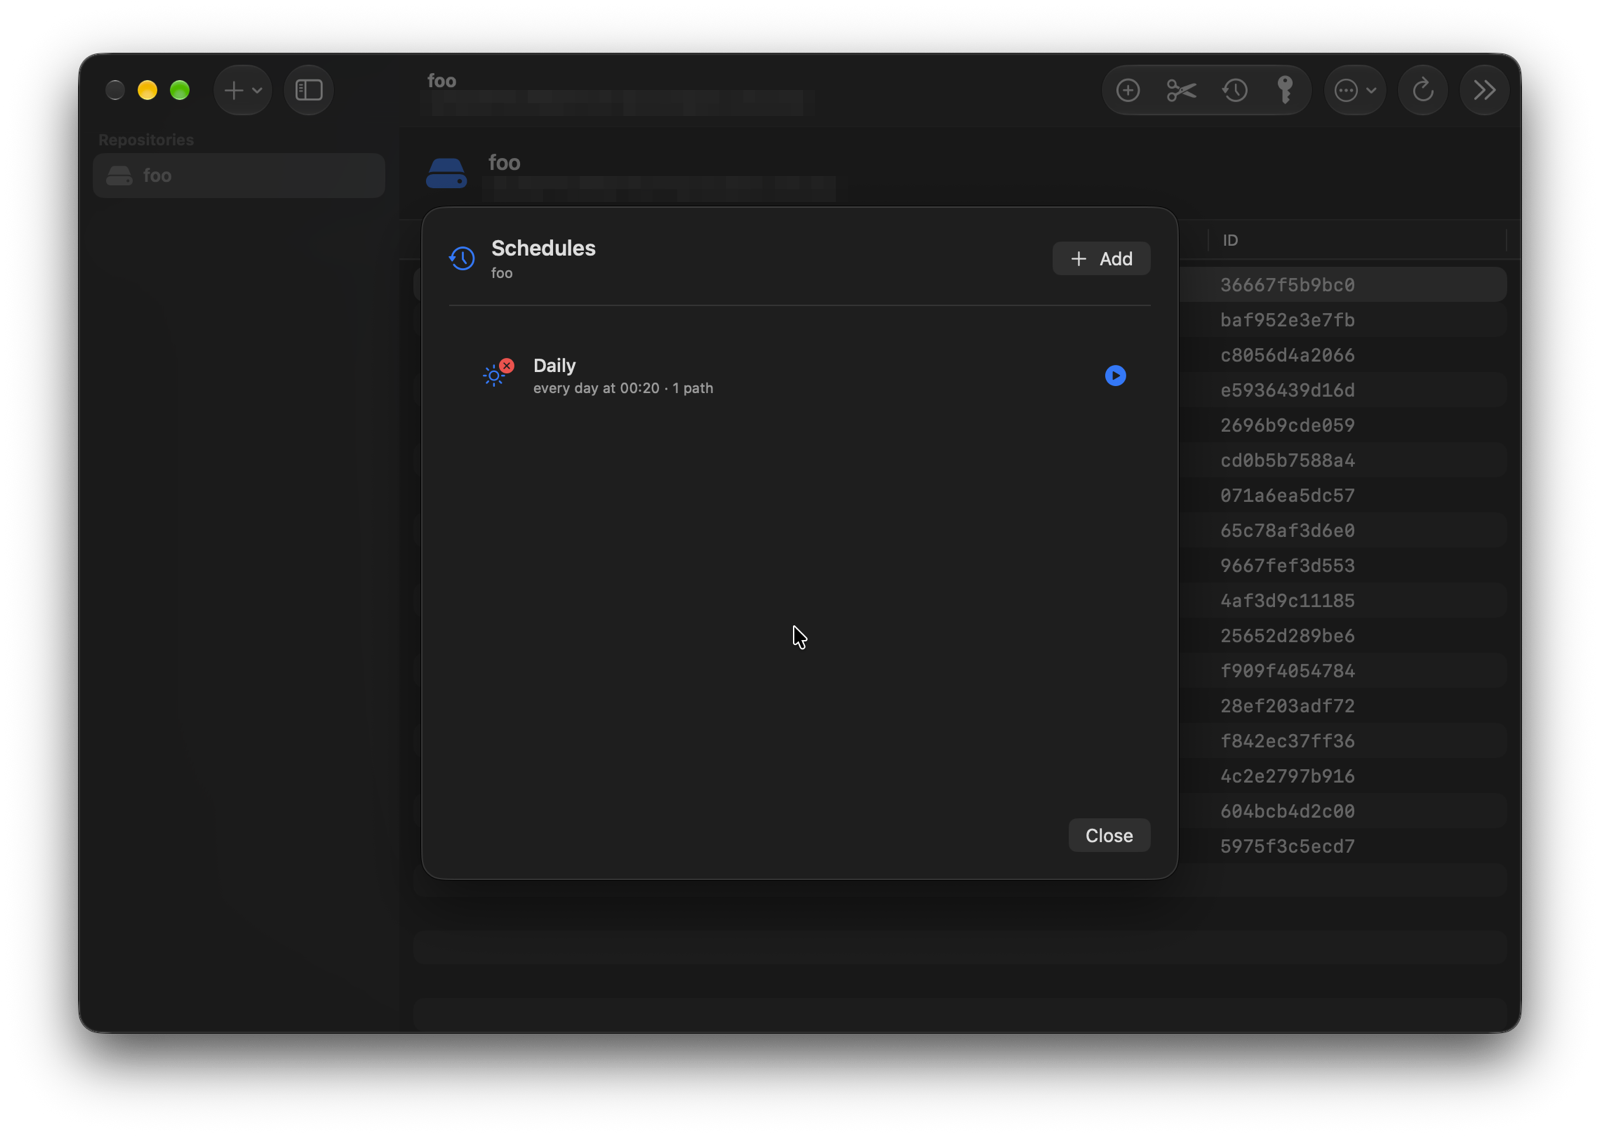 foo
Repositories
foo
foo
Schedules
foo
Add
Daily
every day at 00:20 · 1 path
Close
ID
36667f5b9bc0
baf952e3e7fb
c8056d4a2066
e5936439d16d
2696b9cde059
cd0b5b7588a4
071a6ea5dc57
65c78af3d6e0
9667fef3d553
4af3d9c11185
25652d289be6
f909f4054784
28ef203adf72
f842ec37ff36
4c2e2797b916
604bcb4d2c00
5975f3c5ecd7